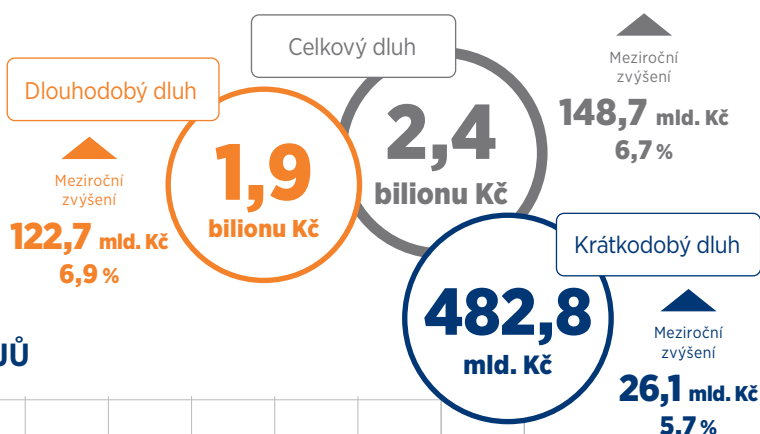 Celkový dluh
2,4
bilionu Kč
Meziroční
zvýšení
148,7 mld. Kč
6,7 %
Dlouhodobý dluh
1,9
bilionu Kč
Meziroční
zvýšení
122,7 mld. Kč
6,9 %
Krátkodobý dluh
482,8
mld. Kč
Meziroční
zvýšení
26,1 mld. Kč
5,7 %
JŮ